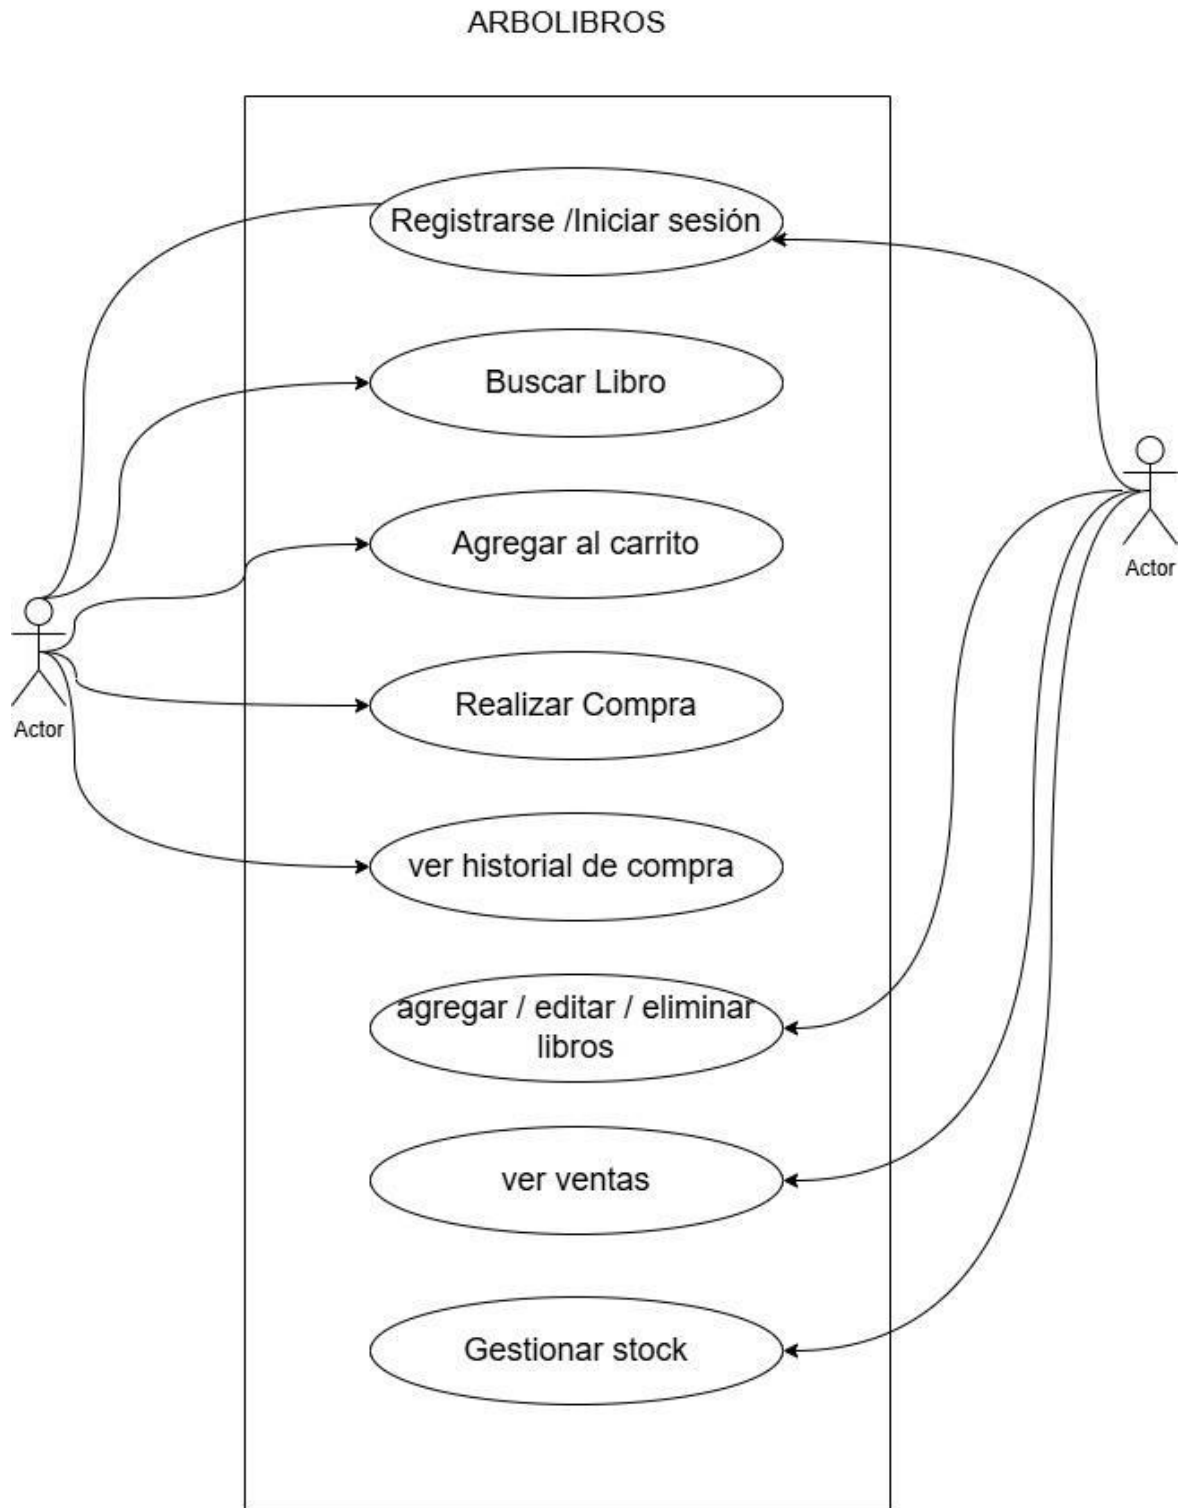 ARBOLIBROS
Registrarse /Iniciar sesión
Buscar Libro
Agregar al carrito
Actor
Realizar Compra
Actor
ver historial de compra
agregar / editar / eliminar
libros
ver ventas
Gestionar stock